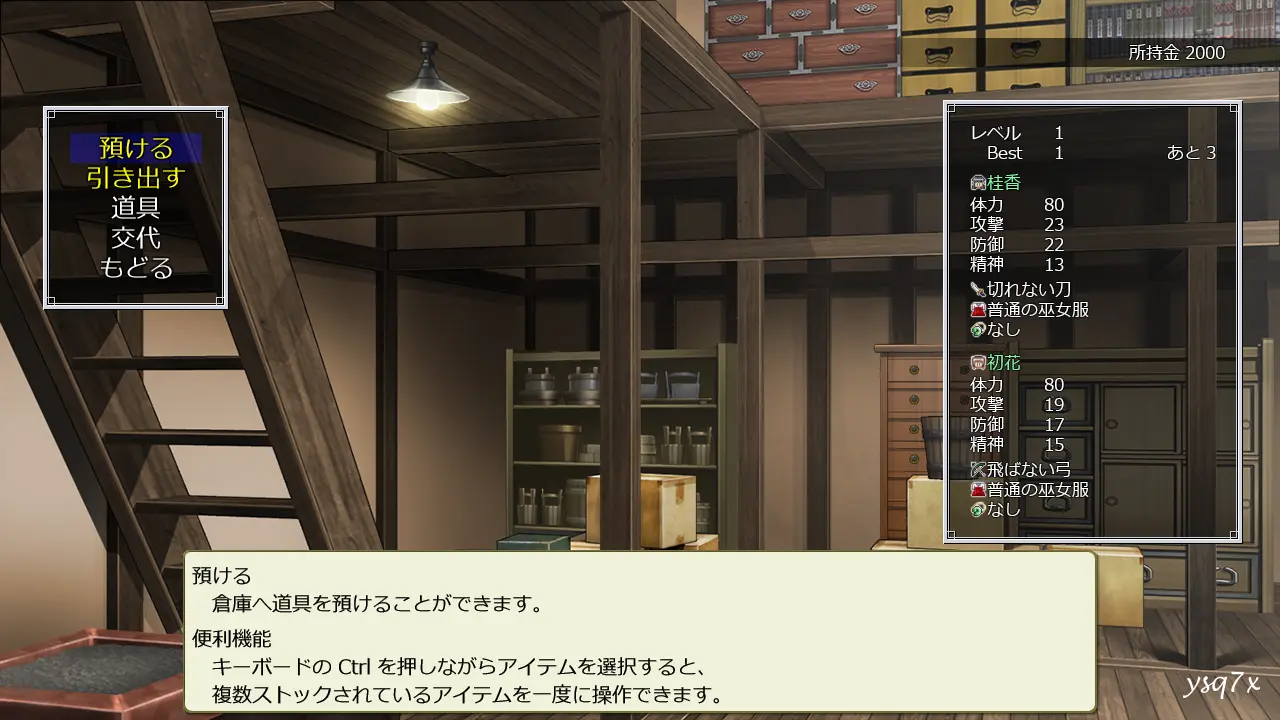 所持金 2000
預ける
引き出す
道具
交代
もどる
レベル 1
Best 1 あと 3
桂香
体力 80
攻撃 23
防御 22
精神 13
切れない刀
普通の巫女服
なし
初花
体力 80
攻撃 19
防御 17
精神 15
飛ばない弓
普通の巫女服
なし
預ける
倉庫へ道具を預けることができます。
便利機能
キーボードの Ctrl を押しながらアイテムを選択すると、
複数ストックされているアイテムを一度に操作できます。
ysq7x